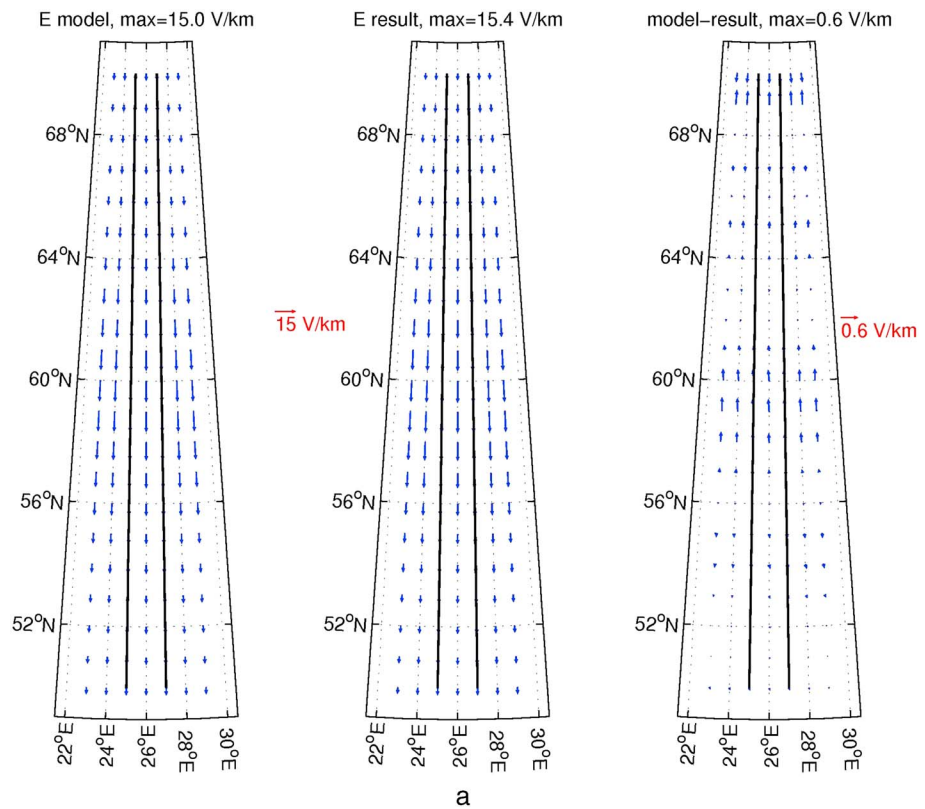 E model, max=15.0 V/km
E result, max=15.4 V/km
model−result, max=0.6 V/km
68°N
64°N
60°N
56°N
52°N
22°E
24°E
26°E
28°E
30°E
15 V/km
68°N
64°N
60°N
56°N
52°N
22°E
24°E
26°E
28°E
30°E
0.6 V/km
68°N
64°N
60°N
56°N
52°N
22°E
24°E
26°E
28°E
30°E
a